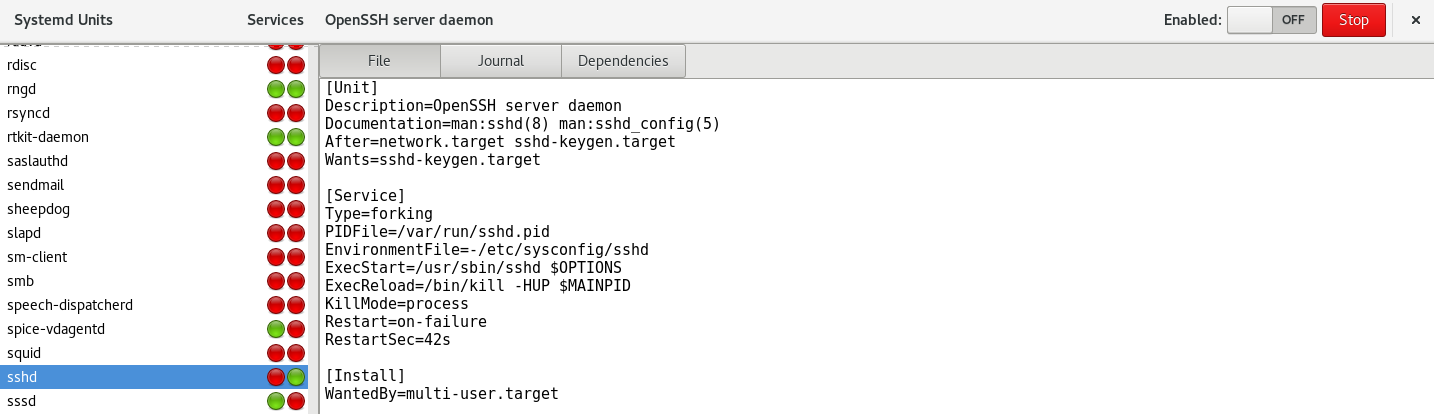 Systemd Units Services OpenSSH server daemon Enabled: OFF Stop ×
File Journal Dependencies
rdisc
rngd
rsyncd
rtkit-daemon
saslauthd
sendmail
sheepdog
slapd
sm-client
smb
speech-dispatcherd
spice-vdagentd
squid
sshd
sssd
[Unit]
Description=OpenSSH server daemon
Documentation=man:sshd(8) man:sshd_config(5)
After=network.target sshd-keygen.target
Wants=sshd-keygen.target
[Service]
Type=forking
PIDFile=/var/run/sshd.pid
EnvironmentFile=-/etc/sysconfig/sshd
ExecStart=/usr/sbin/sshd $OPTIONS
ExecReload=/bin/kill -HUP $MAINPID
KillMode=process
Restart=on-failure
RestartSec=42s
[Install]
WantedBy=multi-user.target